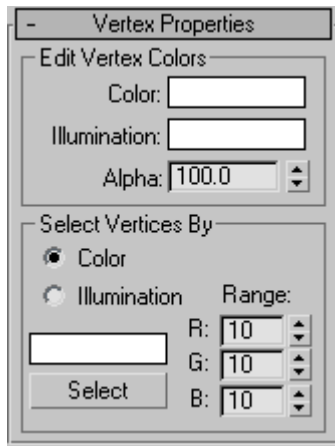 - Vertex Properties
Edit Vertex Colors
Color:
Illumination:
Alpha: 100.0
Select Vertices By
Color
Illumination Range:
R: 10
G: 10
Select B: 10